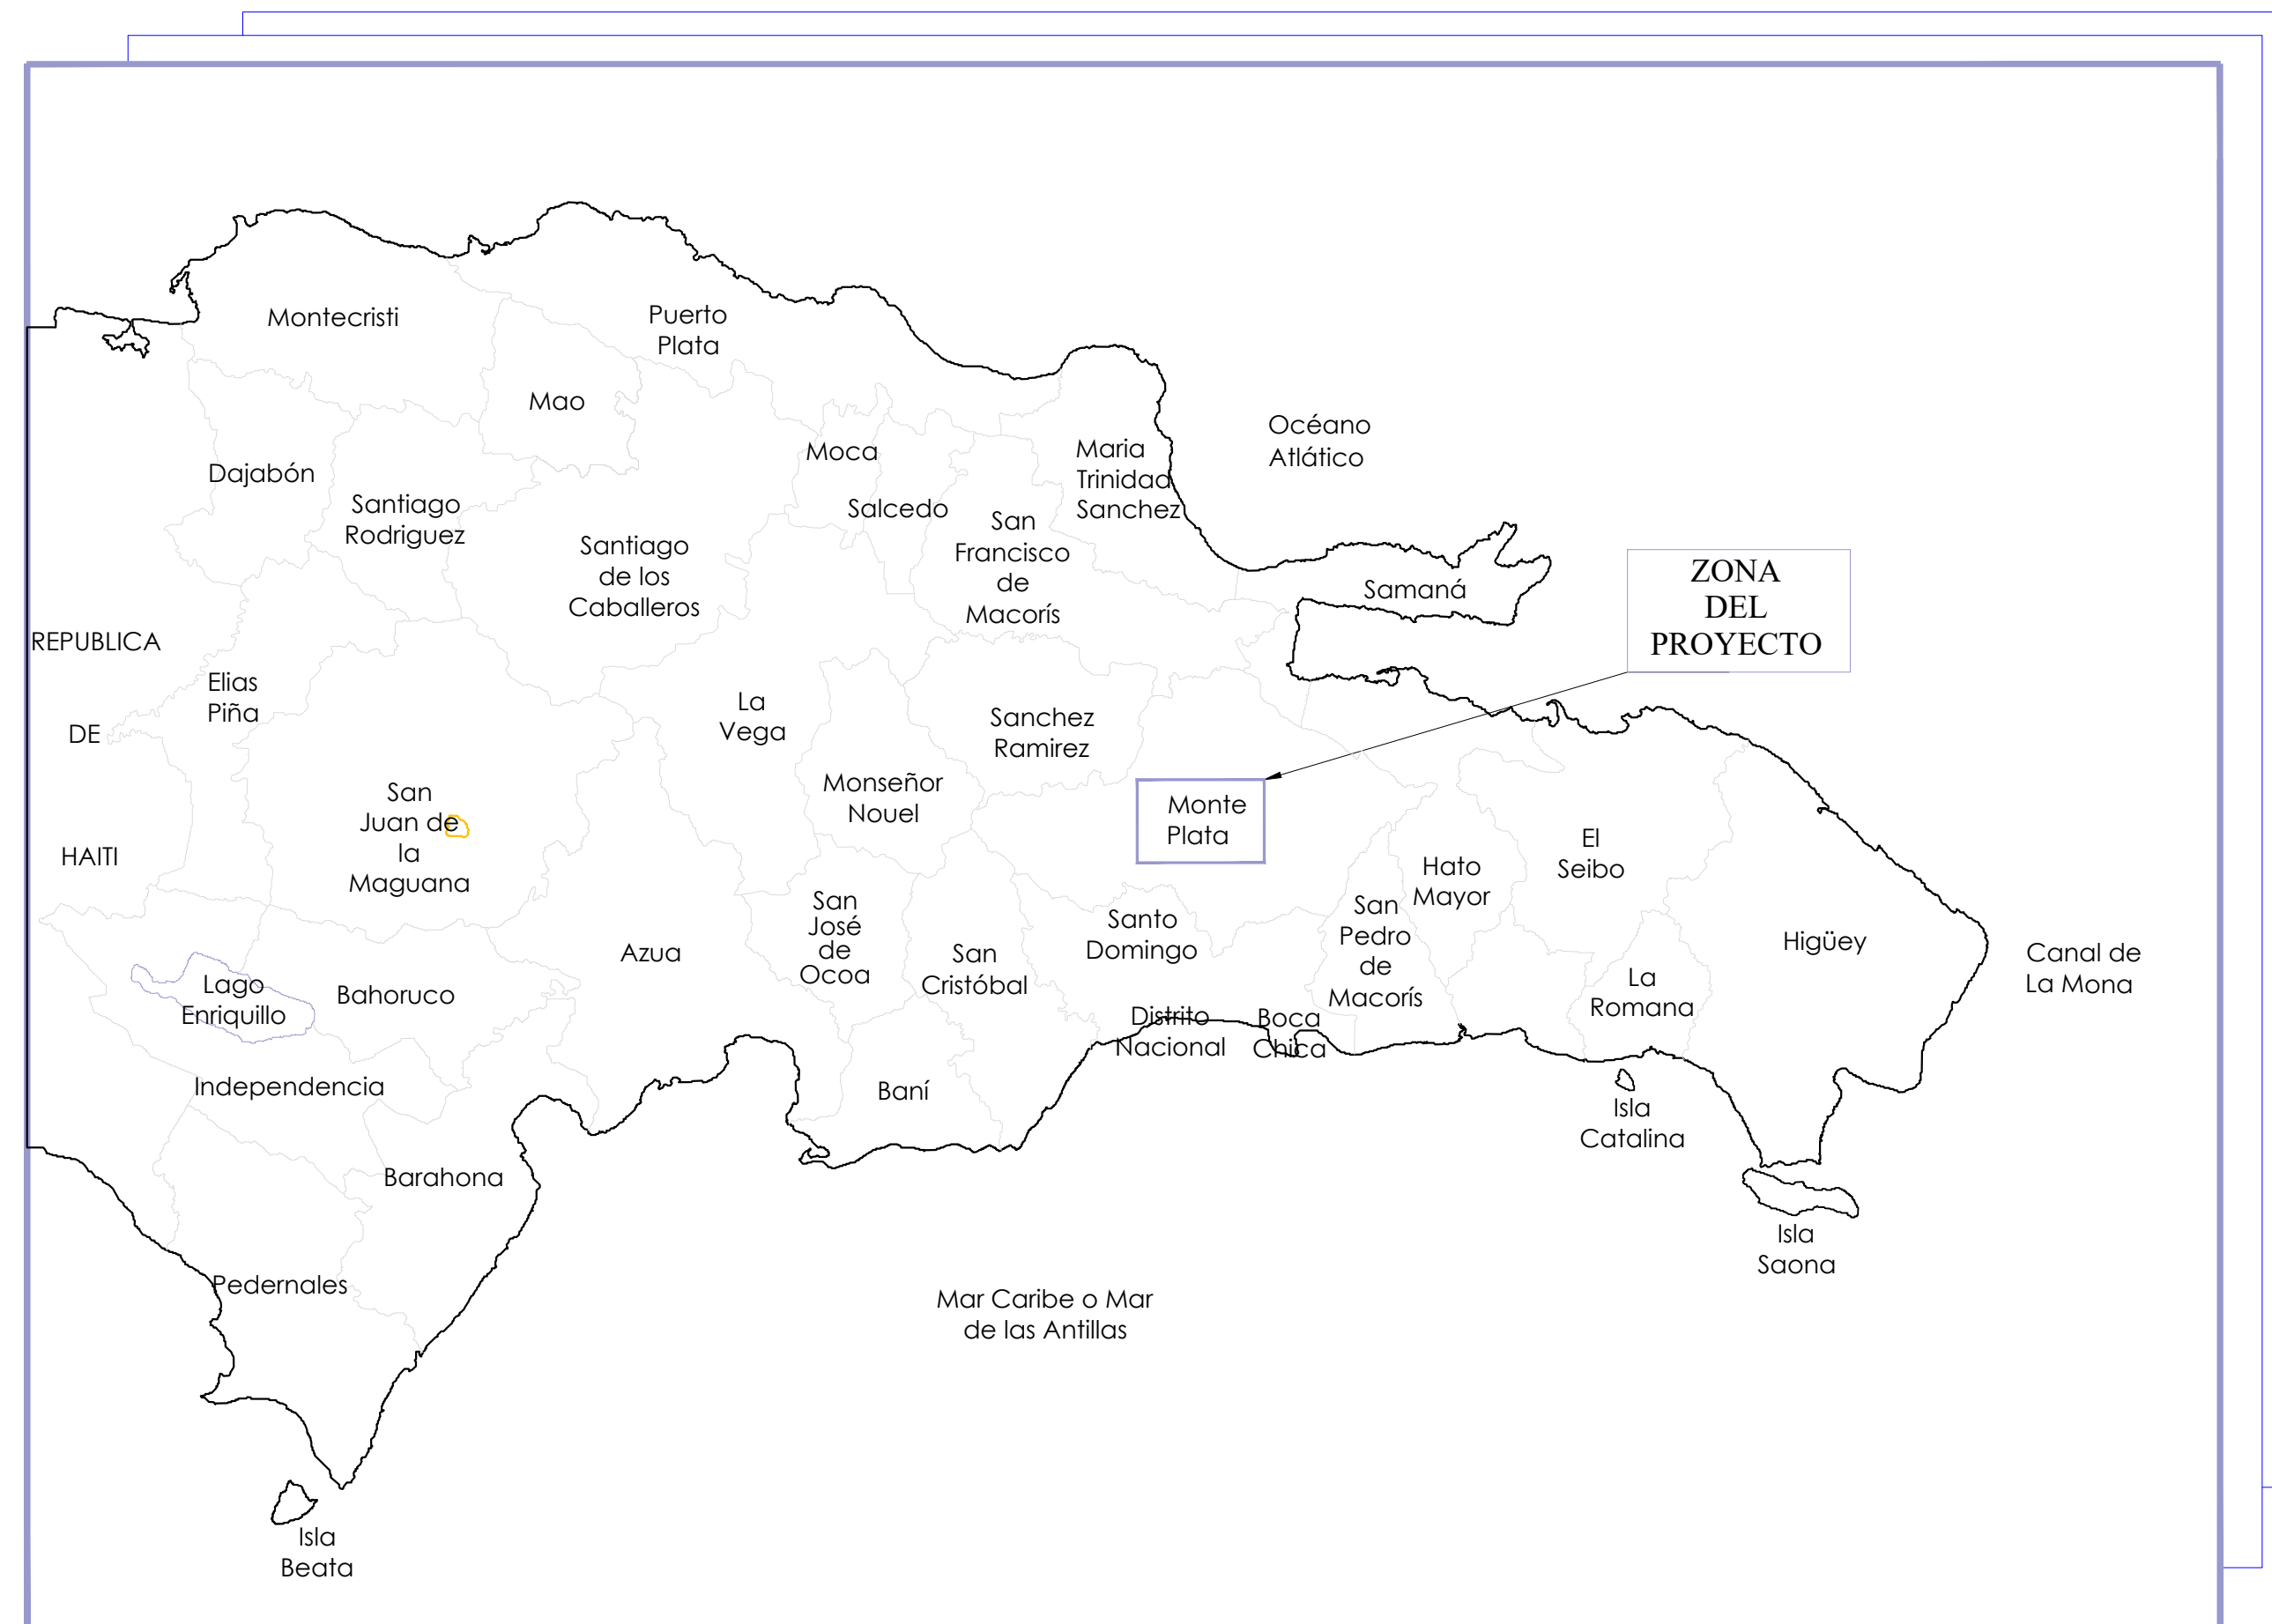 Montecristi
Puerto
Plata
Mao
Océano
Atlático
Moca
Maria
Trinidad
Sanchez
Dajabón
Santiago
Rodriguez
Salcedo
San
Francisco
de
Macorís
Santiago
de los
Caballeros
ZONA
DEL
PROYECTO
Samaná
REPUBLICA
DE
HAITI
Elias
Piña
La
Vega
Sanchez
Ramirez
Monseñor
Nouel
San
Juan de
la
Maguana
Monte
Plata
El
Seibo
Hato
Mayor
San
José
de
Ocoa
San
Pedro
de
Macorís
Santo
Domingo
Azua
San
Cristóbal
Higüey
Canal de
La Mona
Lago
Enriquillo
Bahoruco
La
Romana
Distrito
Nacional
Boca
Chica
Independencia
Baní
Isla
Catalina
Barahona
Isla
Saona
Pedernales
Mar Caribe o Mar
de las Antillas
Isla
Beata